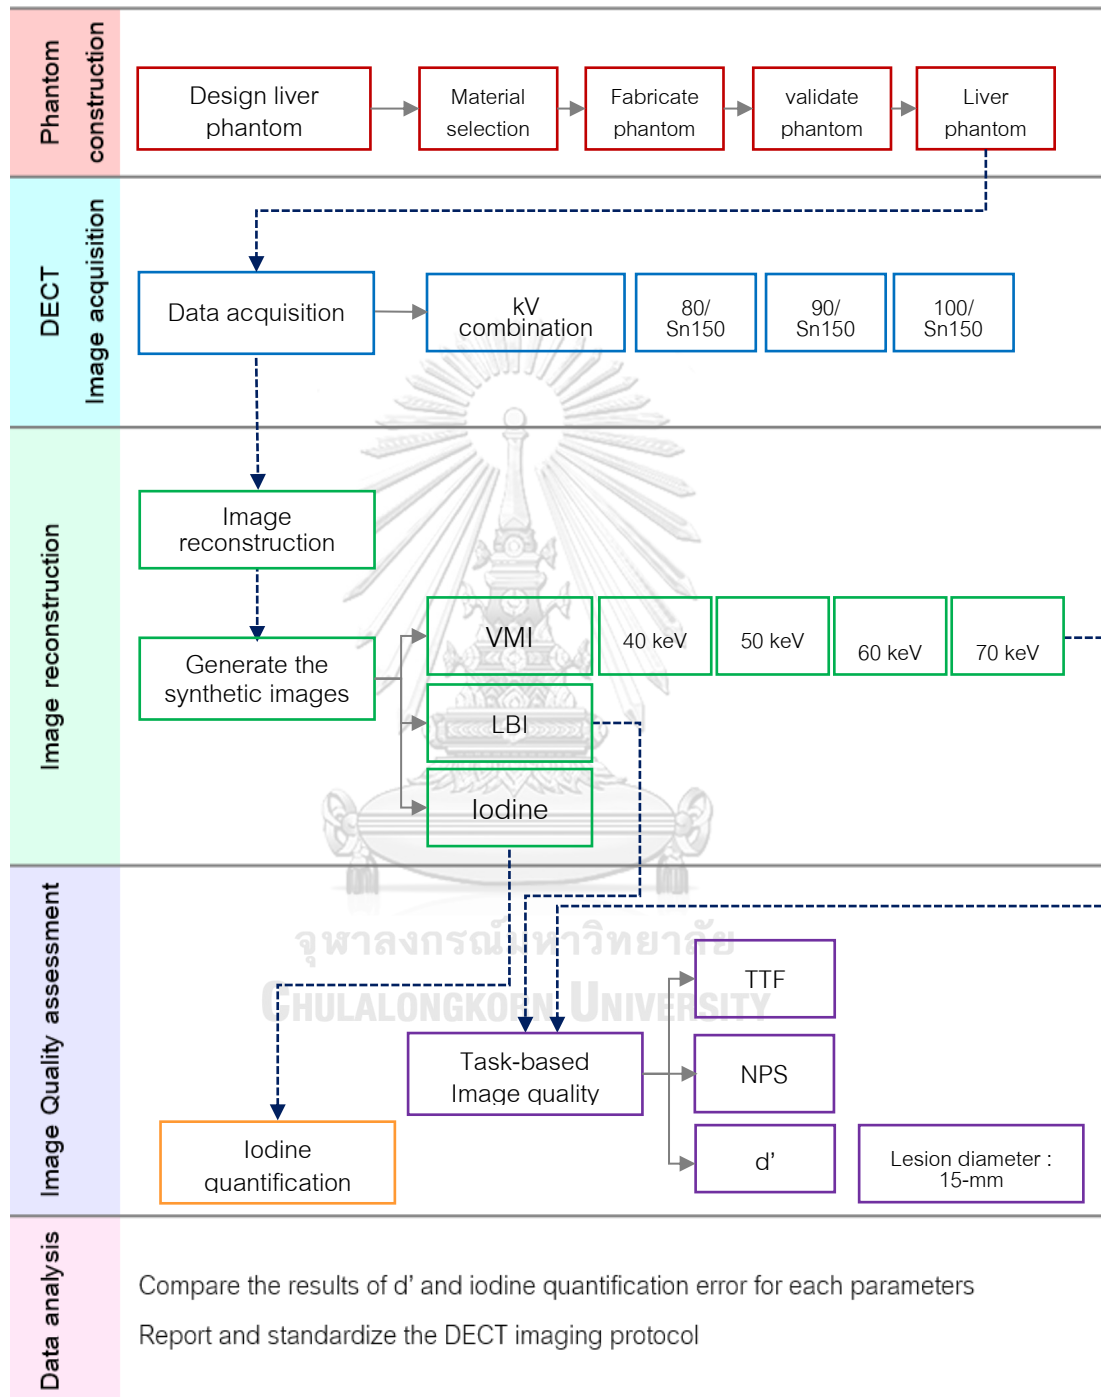 Phantom
construction
Design liver
phantom
Material
selection
Fabricate
phantom
validate
phantom
Liver
phantom
DECT
Image acquisition
Data acquisition
kV
combination
80/
Sn150
90/
Sn150
100/
Sn150
Image reconstruction
Image
reconstruction
Generate the
synthetic images
VMI
40 keV
50 keV
60 keV
70 keV
LBI
Iodine
Image Quality assessment
จุฬาลงกรณ์มหาวิทยาลัย
CHULALONGKORN UNIVERSITY
TTF
Task-based
Image quality
NPS
d’
Lesion diameter :
15-mm
Iodine
quantification
Data analysis
Compare the results of d’ and iodine quantification error for each parameters
Report and standardize the DECT imaging protocol